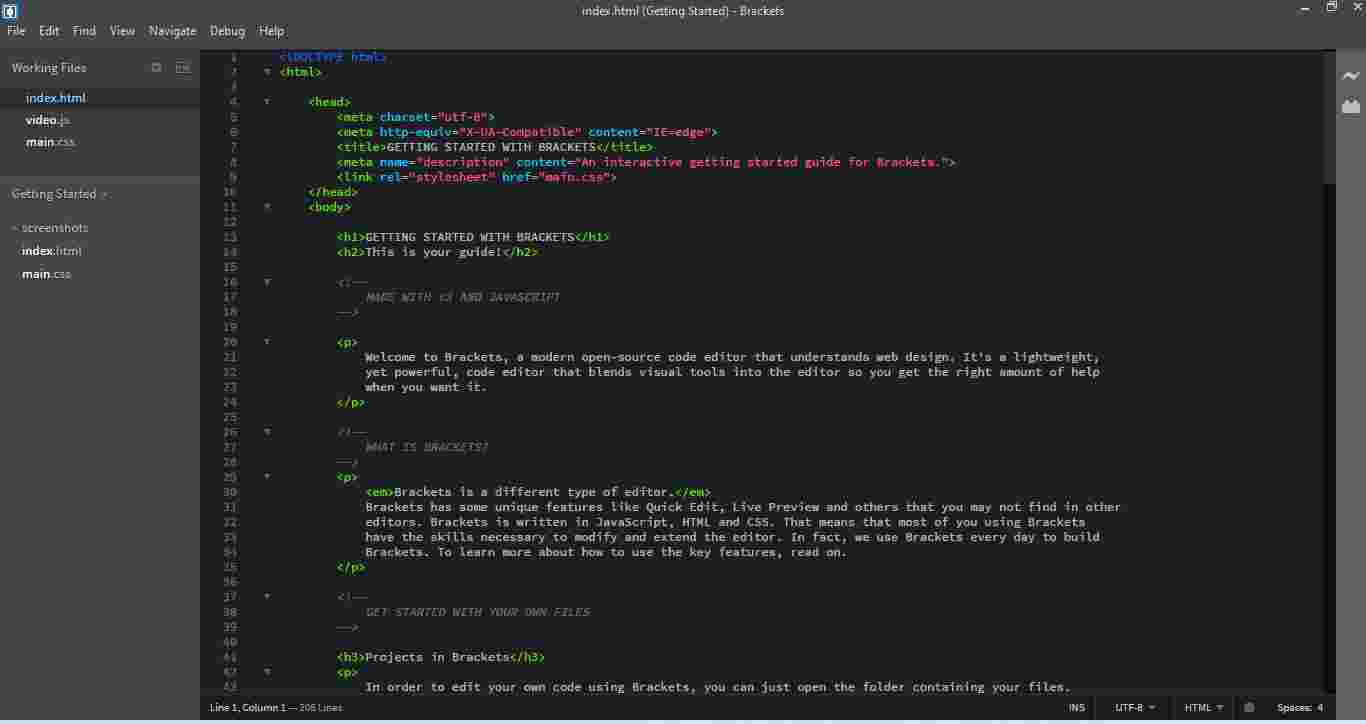 index.html (Getting Started) - Brackets
File Edit Find View Navigate Debug Help
Working Files
index.html
video.js
main.css
Getting Started
screenshots
index.html
main.css
1 <!DOCTYPE html>
2 <html>
3
4 <head>
5 <meta charset="utf-8">
6 <meta http-equiv="X-UA-Compatible" content="IE=edge">
7 <title>GETTING STARTED WITH BRACKETS</title>
8 <meta name="description" content="An interactive getting started guide for Brackets.">
9 <link rel="stylesheet" href="main.css">
10 </head>
11 <body>
12
13 <h1>GETTING STARTED WITH BRACKETS</h1>
14 <h2>This is your guide!</h2>
15
16 <!--
17 MADE WITH <3 AND JAVASCRIPT
18 -->
19
20 <p>
21 Welcome to Brackets, a modern open-source code editor that understands web design. It's a lightweight,
22 yet powerful, code editor that blends visual tools into the editor so you get the right amount of help
23 when you want it.
24 </p>
25
26 <!--
27 WHAT IS BRACKETS?
28 -->
29 <p>
30 <em>Brackets is a different type of editor.</em>
31 Brackets has some unique features like Quick Edit, Live Preview and others that you may not find in other
32 editors. Brackets is written in JavaScript, HTML and CSS. That means that most of you using Brackets
33 have the skills necessary to modify and extend the editor. In fact, we use Brackets every day to build
34 Brackets. To learn more about how to use the key features, read on.
35 </p>
36
37 <!--
38 GET STARTED WITH YOUR OWN FILES
39 -->
40
41 <h3>Projects in Brackets</h3>
42 <p>
43 In order to edit your own code using Brackets, you can just open the folder containing your files.
Line 1, Column 1 — 206 Lines INS UTF-8 HTML Spaces: 4